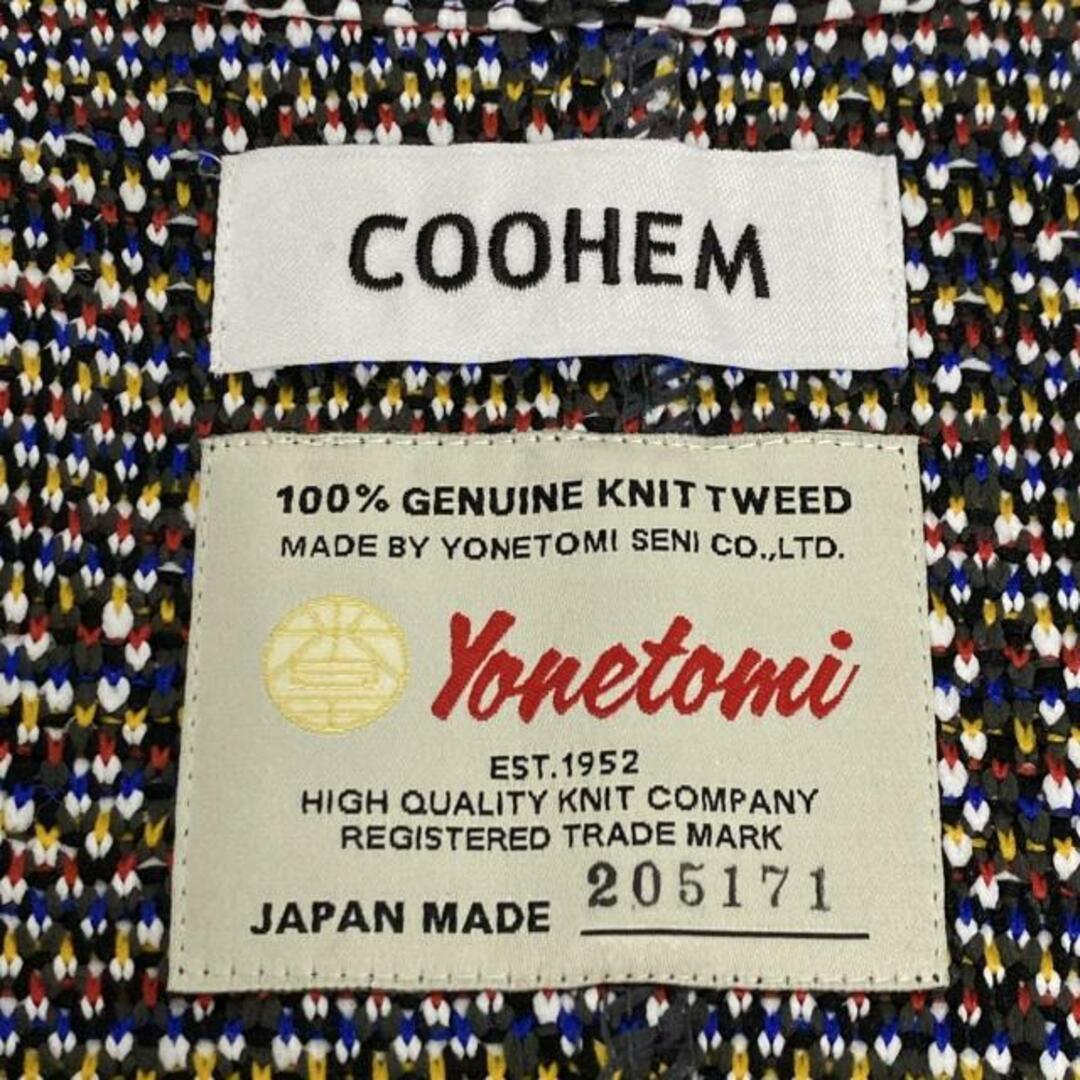 COOHEM
100% GENUINE KNIT TWEED
MADE BY YONETOMI SENI CO.,LTD.
Yonetomi
EST.1952
HIGH QUALITY KNIT COMPANY
REGISTERED TRADE MARK
JAPAN MADE 205171